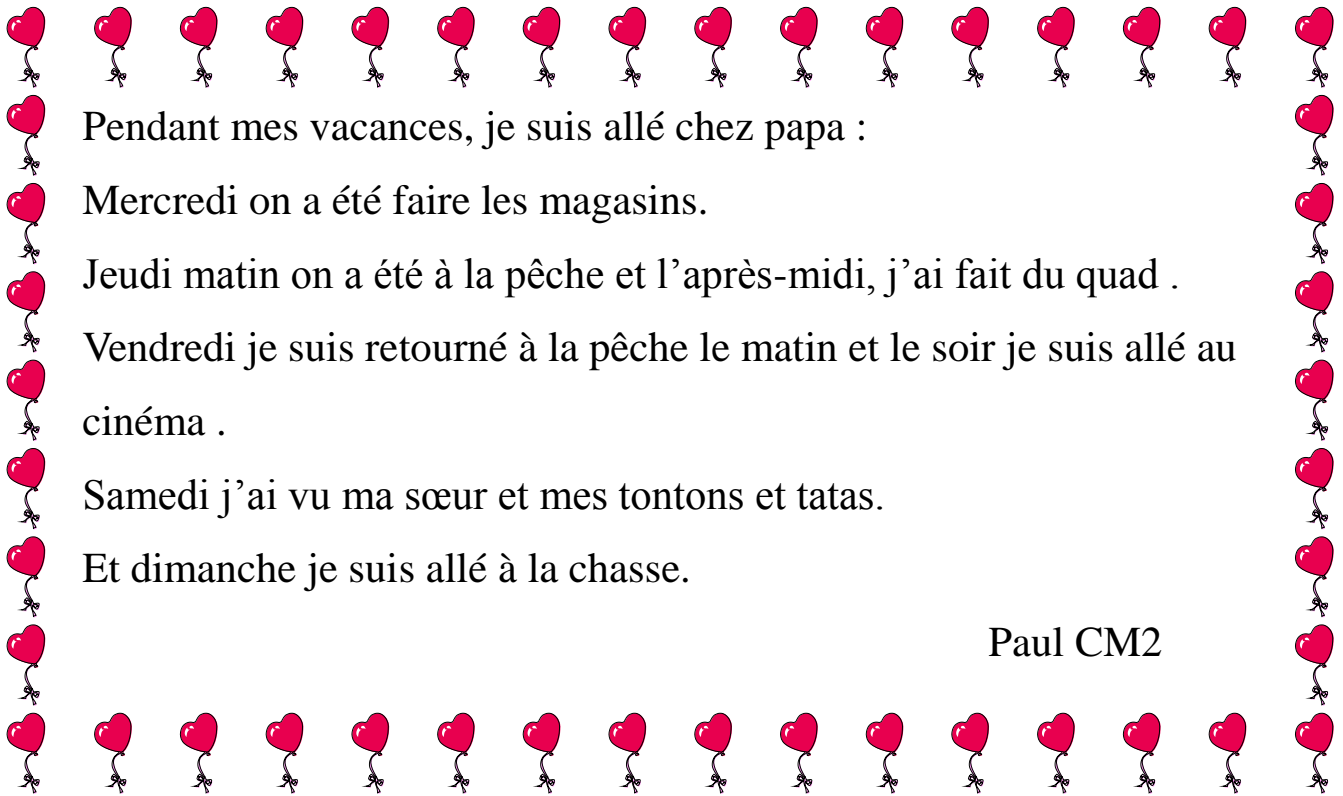 Pendant mes vacances, je suis allé chez papa :
Mercredi on a été faire les magasins.
Jeudi matin on a été à la pêche et l'après-midi, j'ai fait du quad .
Vendredi je suis retourné à la pêche le matin et le soir je suis allé au
cinéma .
Samedi j'ai vu ma sœur et mes tontons et tatas.
Et dimanche je suis allé à la chasse.
Paul CM2